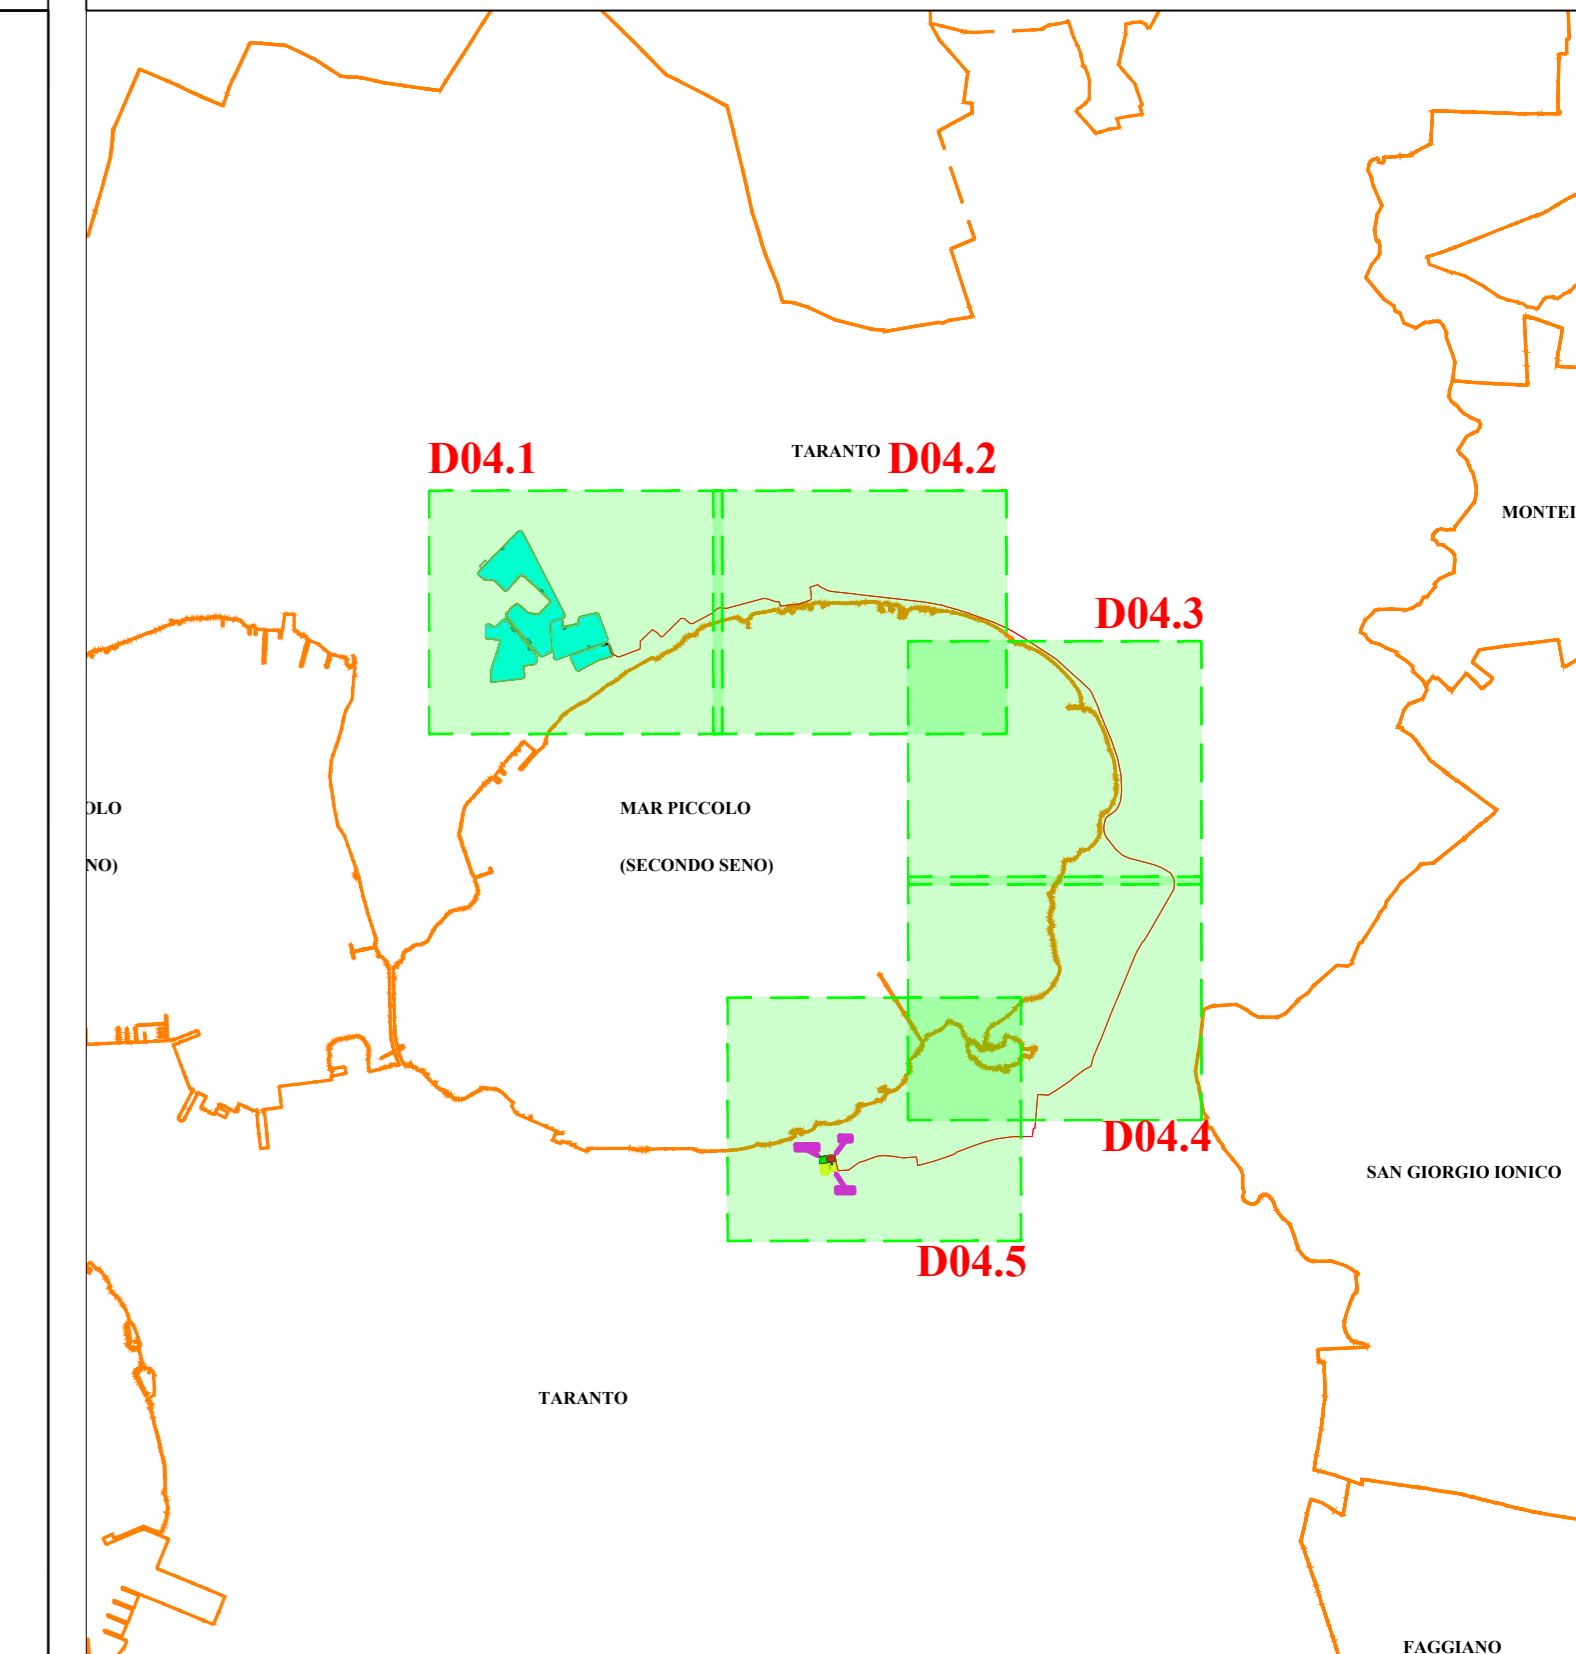 D04.1
TARANTO
D04.2
MONTEI
D04.3
OLO
MAR PICCOLO
NO)
(SECONDO SENO)
D04.4
SAN GIORGIO IONICO
D04.5
TARANTO
FAGGIANO